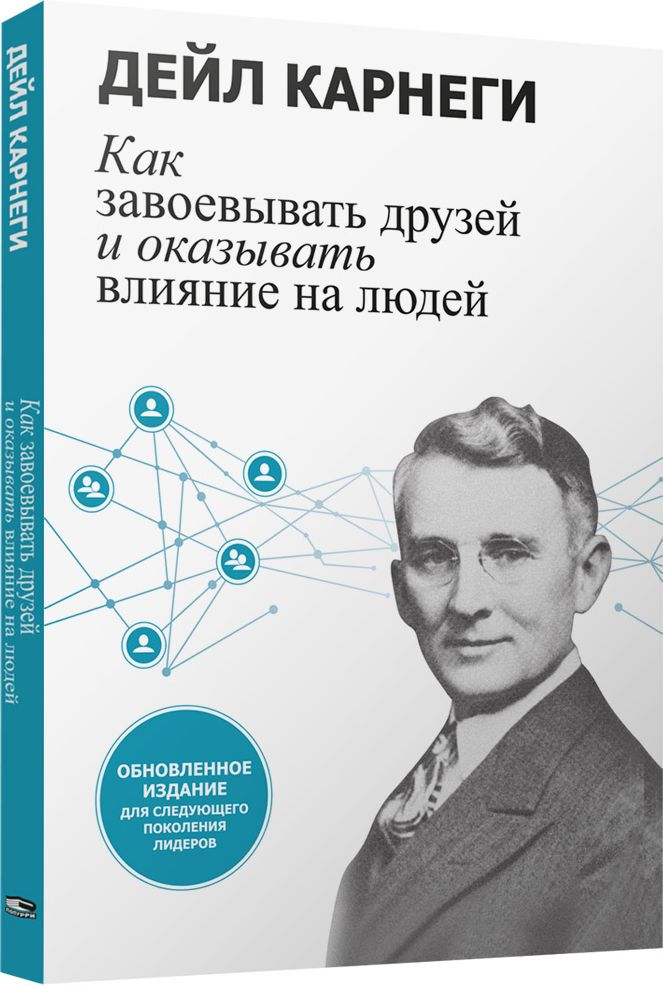 ДЕЙЛ КАРНЕГИ
Как
завоевывать друзей
и оказывать
влияние на людей
ОБНОВЛЕННОЕ
ИЗДАНИЕ
ДЛЯ СЛЕДУЮЩЕГО
ПОКОЛЕНИЯ
ЛИДЕРОВ
ДЕЙЛ КАРНЕГИ
Как завоевывать друзей
и оказывать влияние на людей
ПОПУРРИ